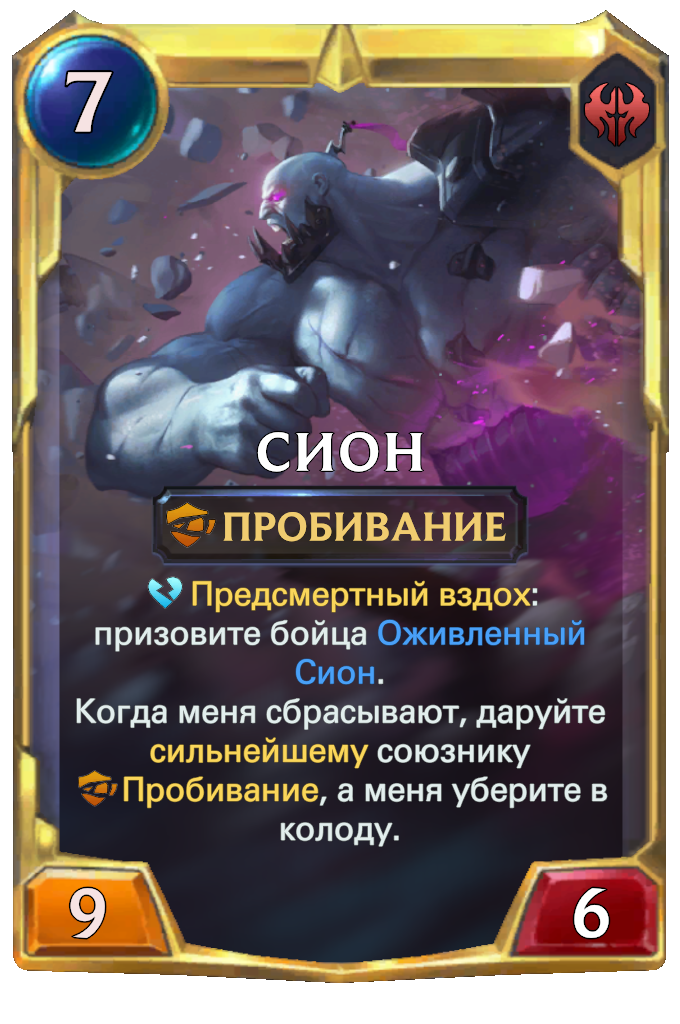 7
СИОН
ПРОБИВАНИЕ
Предсмертный вздох:
призовите бойца Оживленный
Сион.
Когда меня сбрасывают, даруйте
сильнейшему союзнику
Пробивание, а меня уберите в
колоду.
9
6